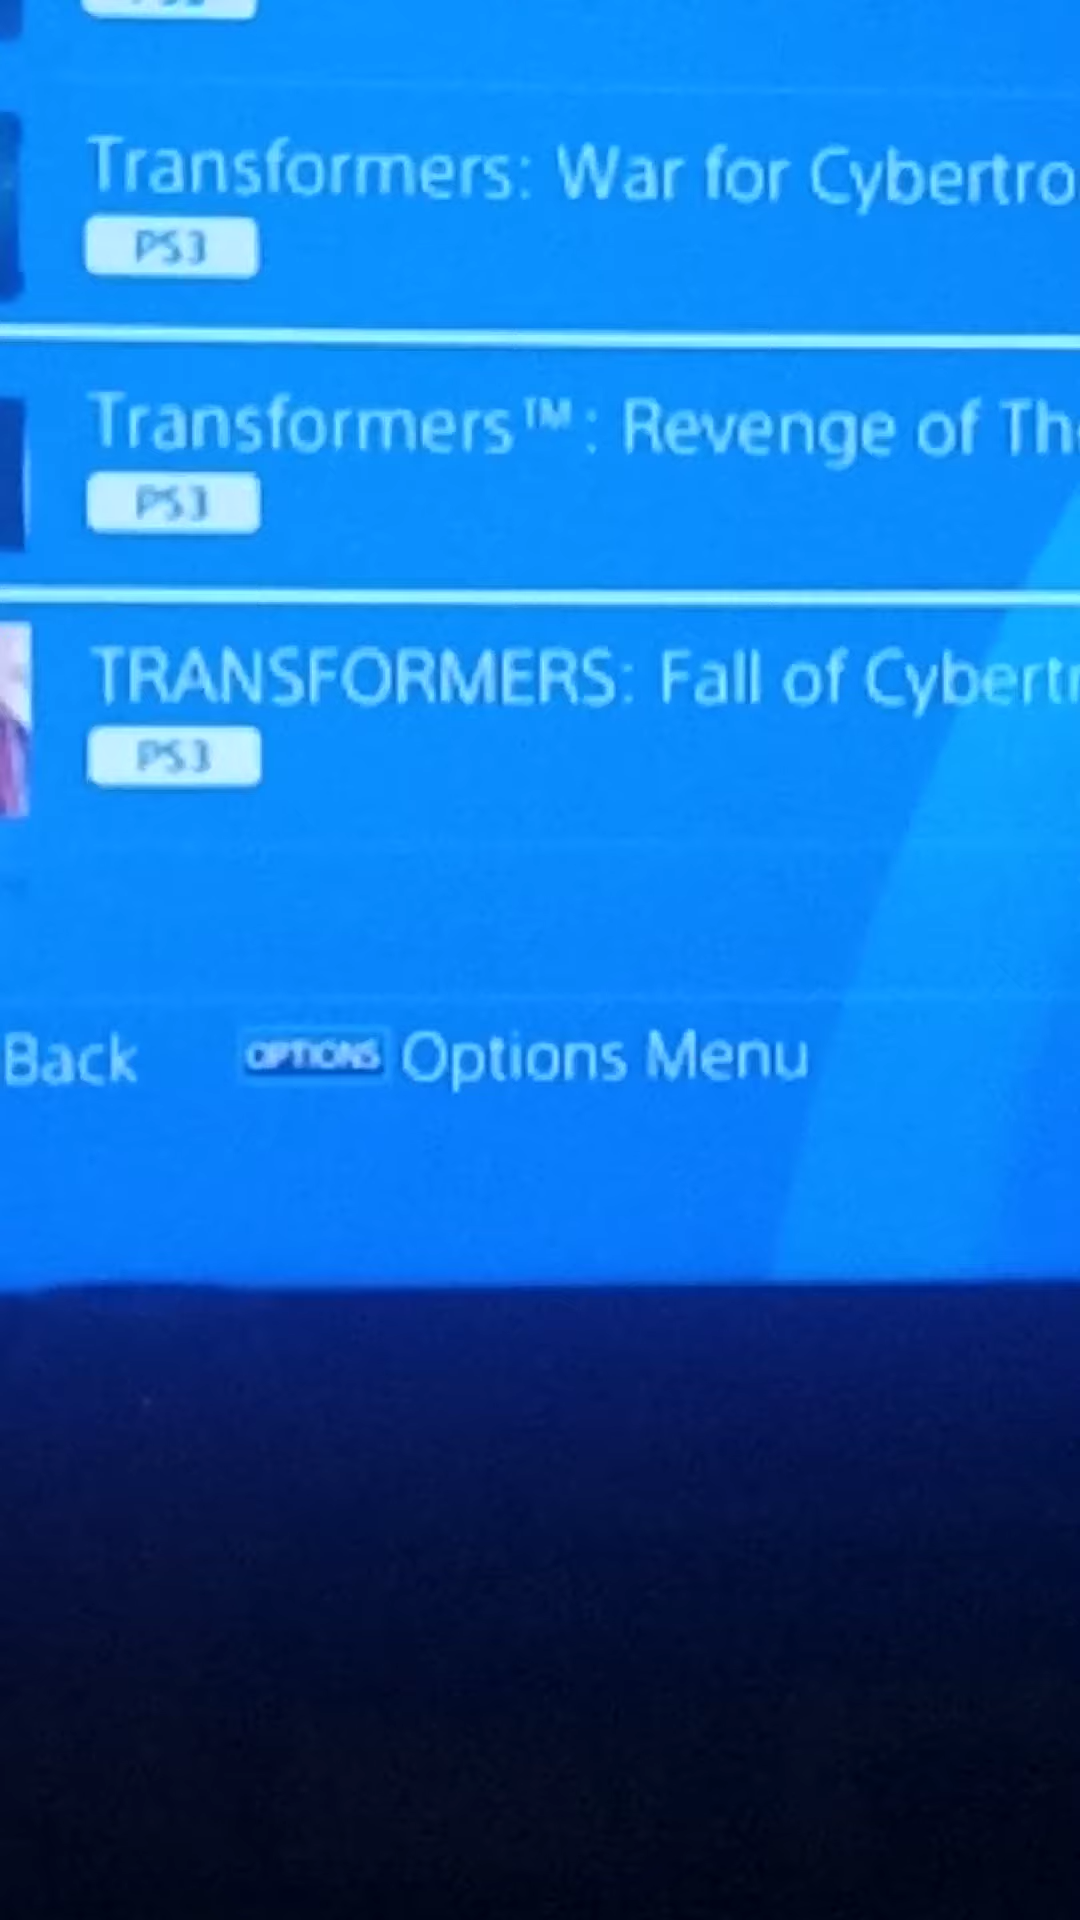 Transformers: War for Cybertro
PS3
Transformers™: Revenge of Th
PS3
TRANSFORMERS: Fall of Cybert
PS3
Back OPTIONS Options Menu